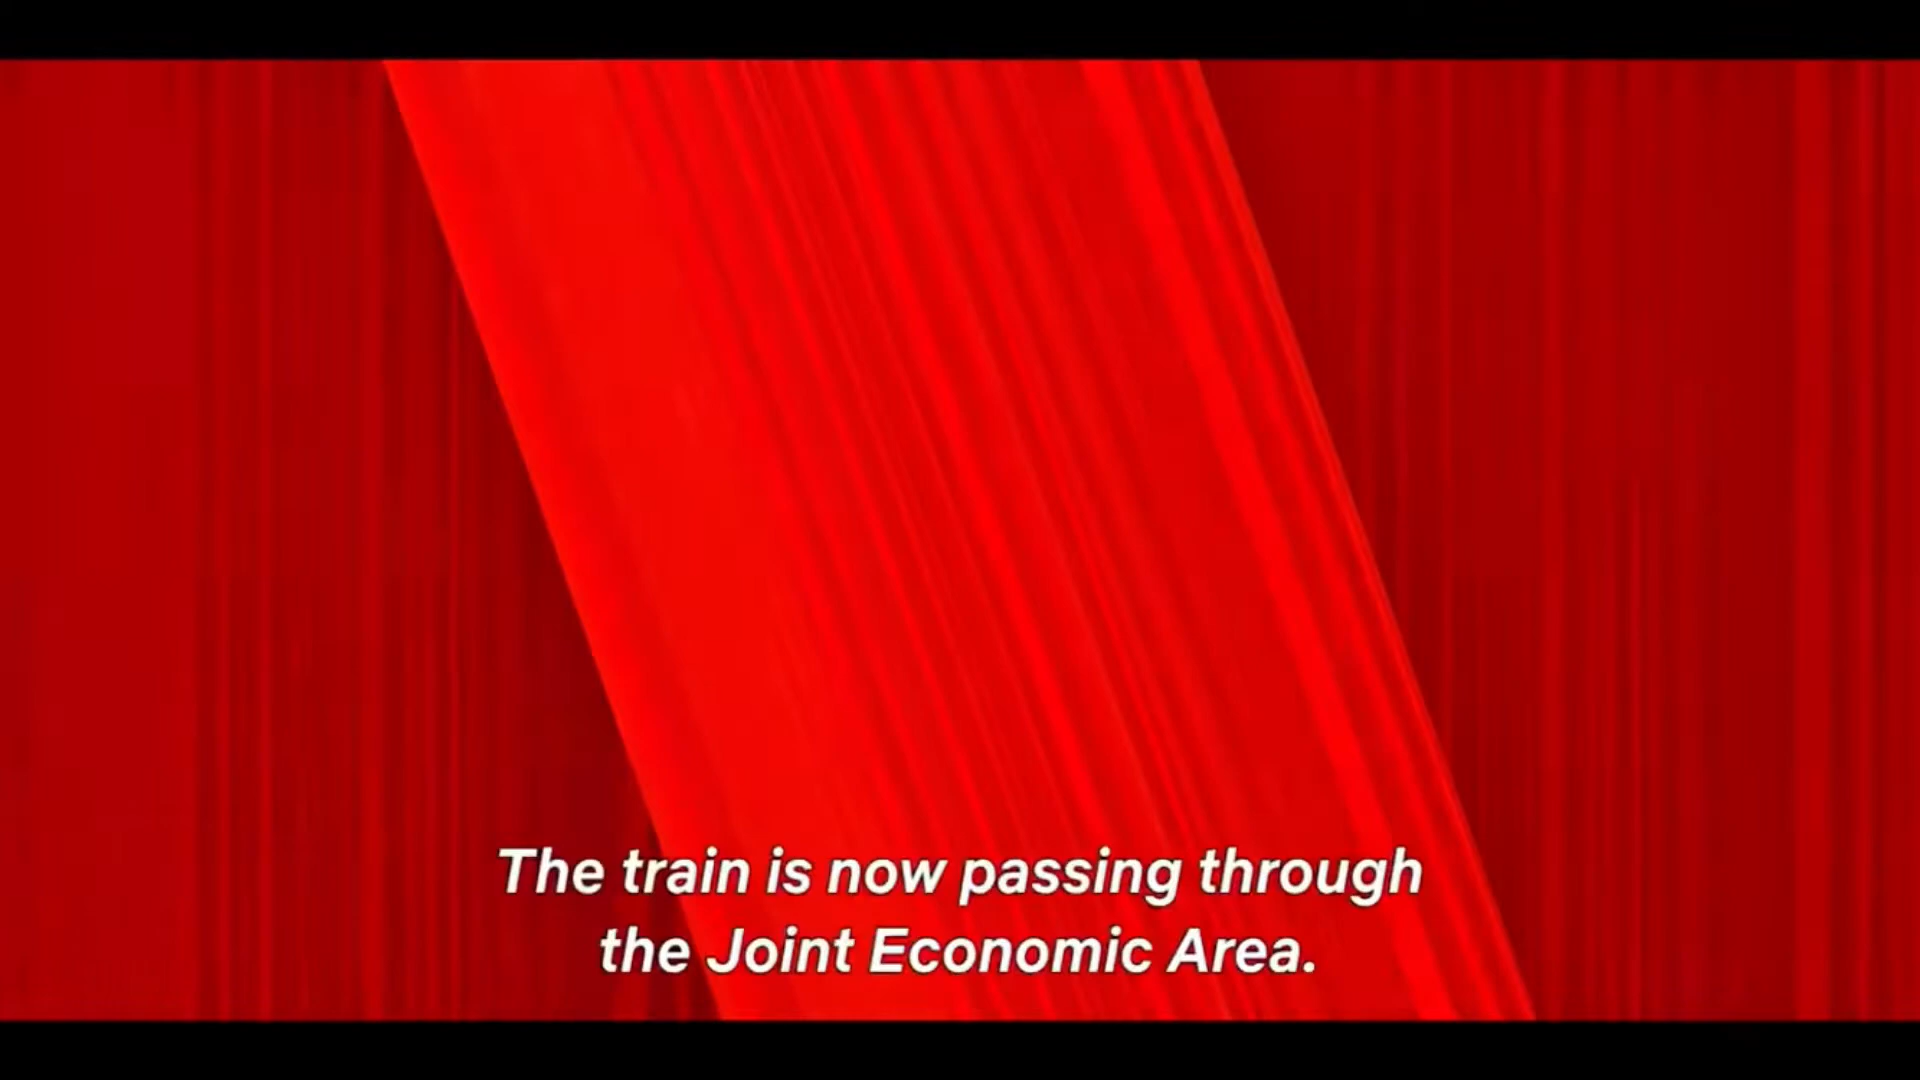 The train is now passing through
the Joint Economic Area.